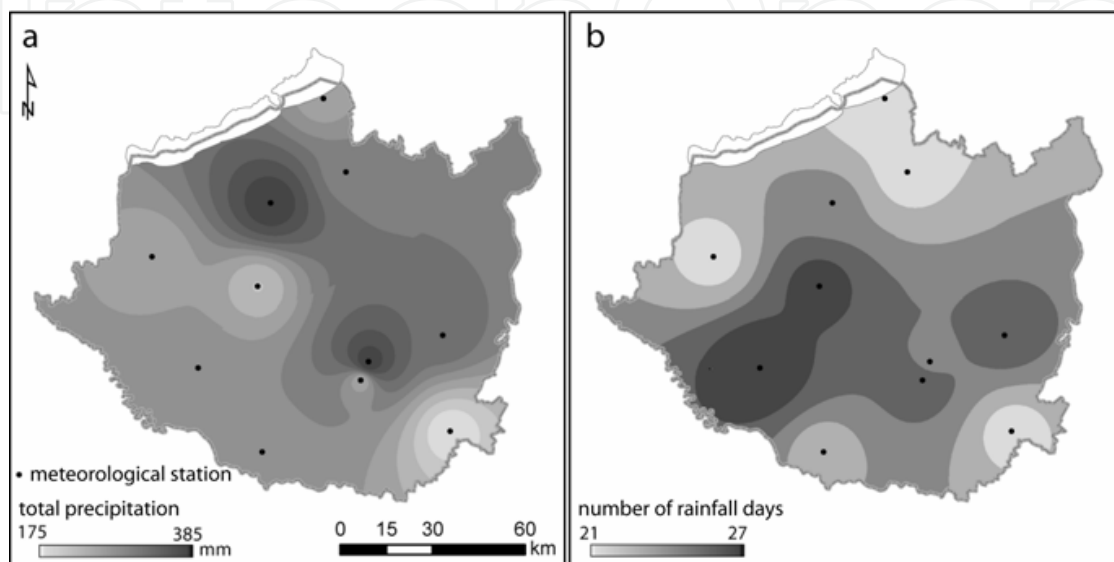 a
N
• meteorological station
total precipitation
175 385
mm
0 15 30 60
km
b
number of rainfall days
21 27